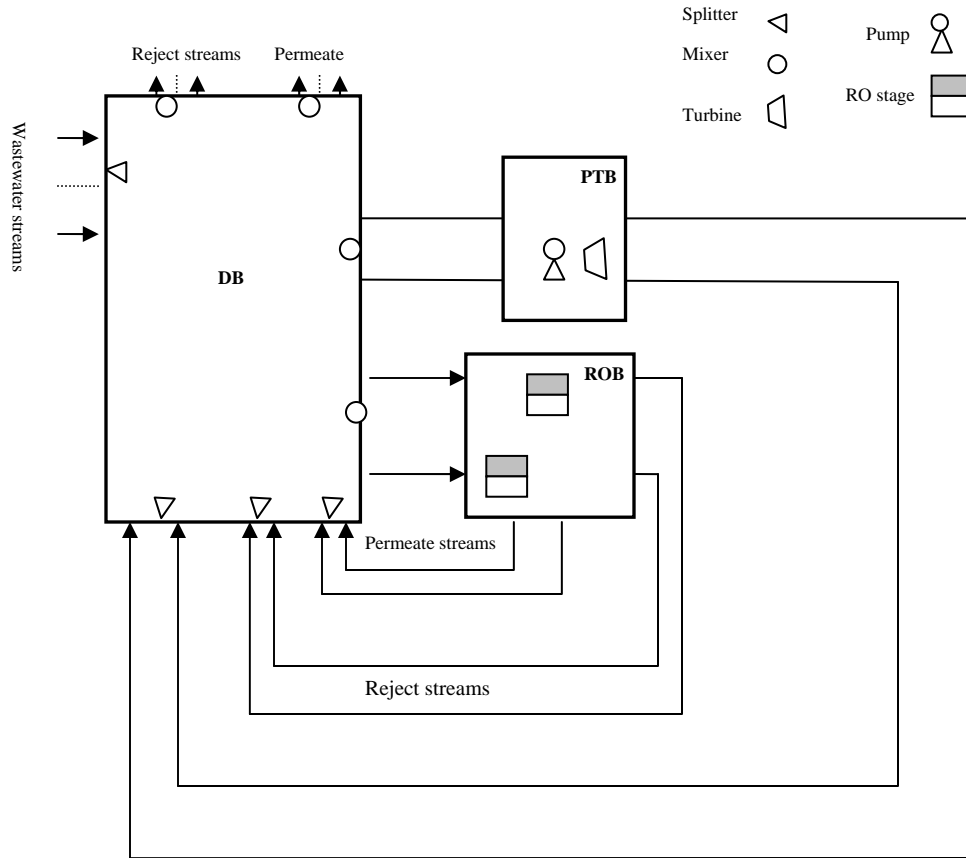 Splitter
Pump
Mixer
RO stage
Turbine
Reject streams
Permeate
Wastewater streams
PTB
DB
ROB
Permeate streams
Reject streams